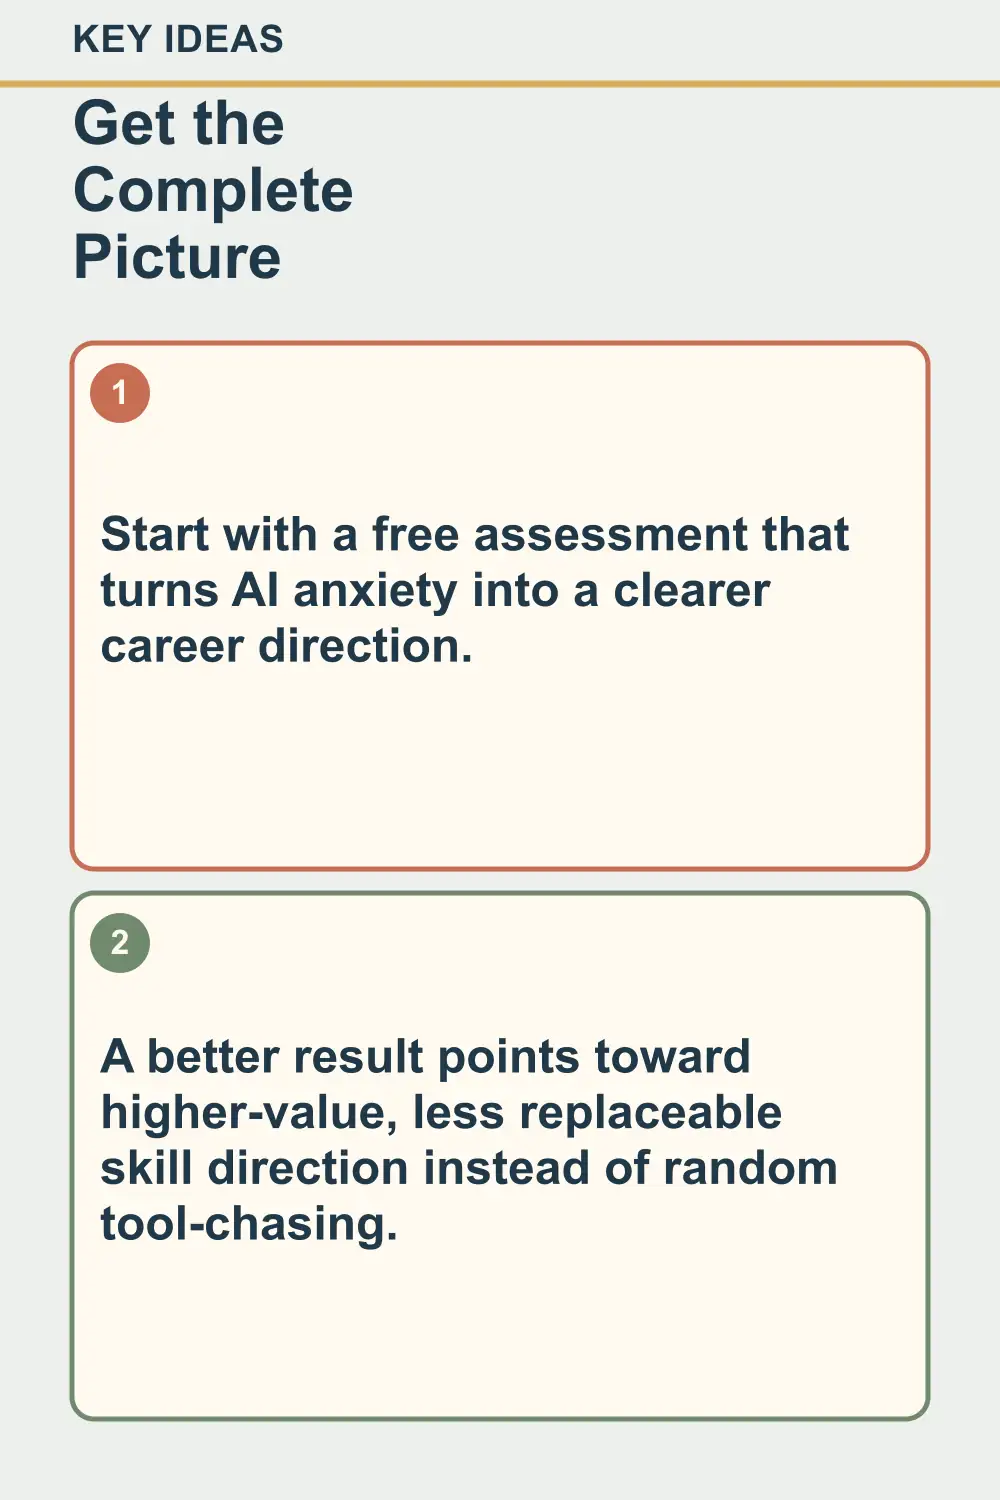 KEY IDEAS
Get the
Complete
Picture
1
Start with a free assessment that
turns AI anxiety into a clearer
career direction.
2
A better result points toward
higher-value, less replaceable
skill direction instead of random
tool-chasing.